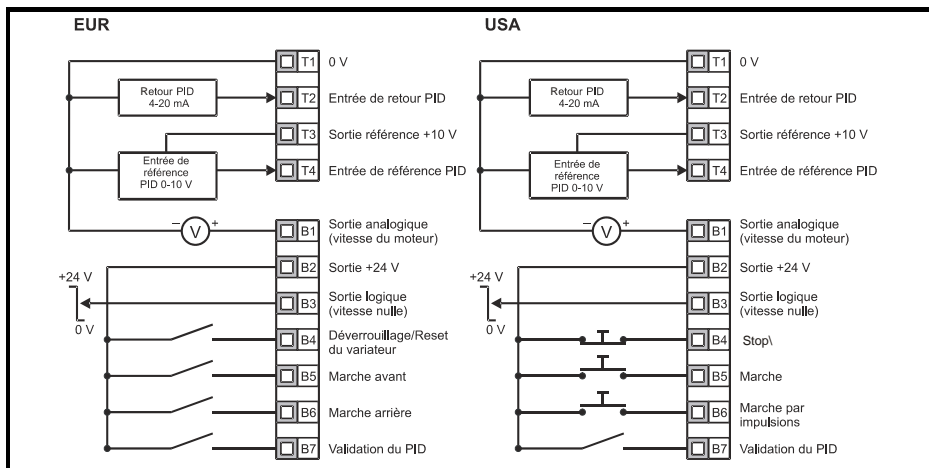 EUR
T1 0 V
Retour PID
4-20 mA
T2 Entrée de retour PID
T3 Sortie référence +10 V
Entrée de
référence
PID 0-10 V
T4 Entrée de référence PID
– V +
B1 Sortie analogique
(vitesse du moteur)
B2 Sortie +24 V
+24 V
0 V
B3 Sortie logique
(vitesse nulle)
B4 Déverrouillage/Reset
du variateur
B5 Marche avant
B6 Marche arrière
B7 Validation du PID
USA
T1 0 V
Retour PID
4-20 mA
T2 Entrée de retour PID
T3 Sortie référence +10 V
Entrée de
référence
PID 0-10 V
T4 Entrée de référence PID
– V +
B1 Sortie analogique
(vitesse du moteur)
B2 Sortie +24 V
+24 V
0 V
B3 Sortie logique
(vitesse nulle)
B4 Stop\
B5 Marche
B6 Marche par
impulsions
B7 Validation du PID